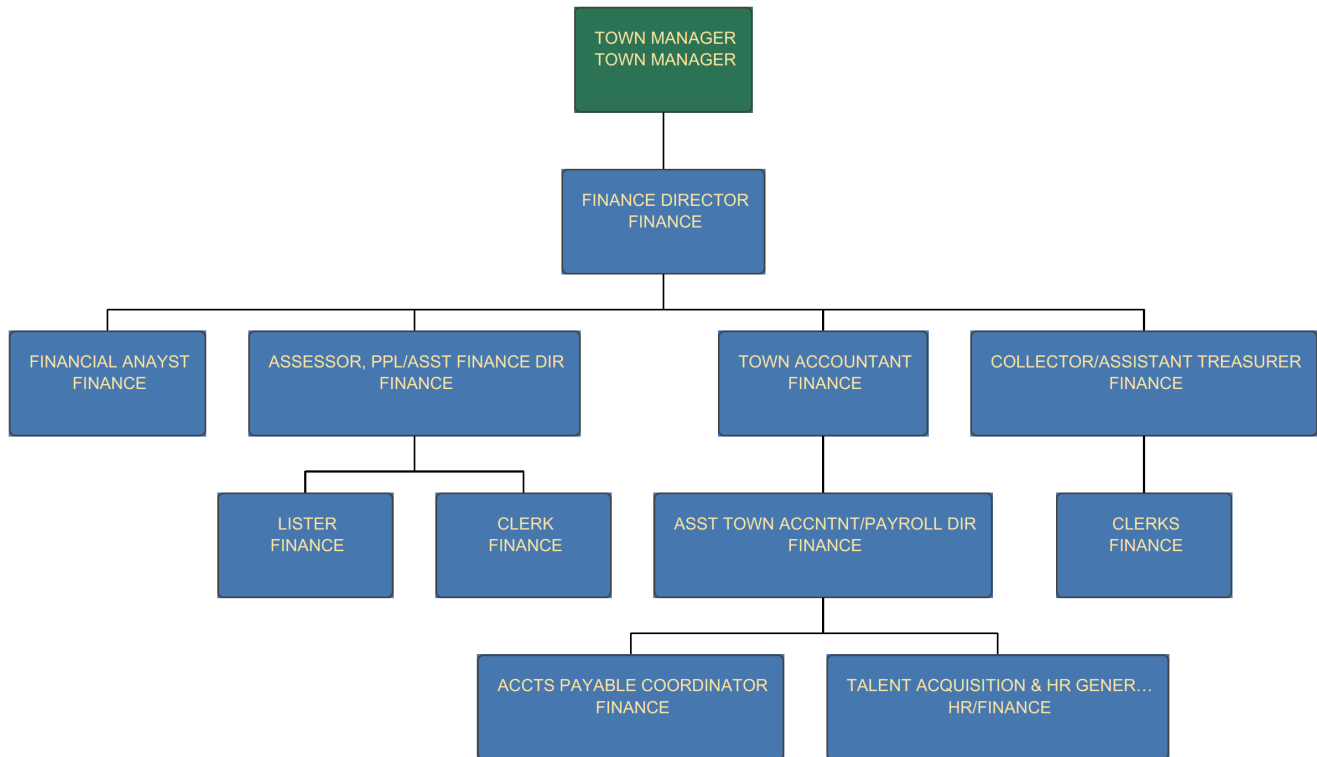 TOWN MANAGER
TOWN MANAGER
FINANCE DIRECTOR
FINANCE
FINANCIAL ANAYST
FINANCE
ASSESSOR, PPL/ASST FINANCE DIR
FINANCE
TOWN ACCOUNTANT
FINANCE
COLLECTOR/ASSISTANT TREASURER
FINANCE
LISTER
FINANCE
CLERK
FINANCE
ASST TOWN ACCNTNT/PAYROLL DIR
FINANCE
CLERKS
FINANCE
ACCTS PAYABLE COORDINATOR
FINANCE
TALENT ACQUISITION & HR GENER…
HR/FINANCE